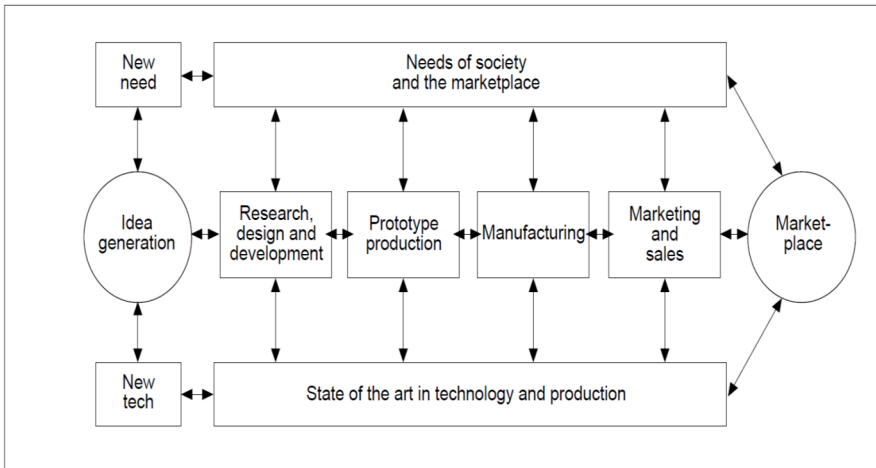 New
need
Needs of society
and the marketplace
Idea
generation
Research,
design and
development
Prototype
production
Manufacturing
Marketing
and
sales
Market-
place
New
tech
State of the art in technology and production